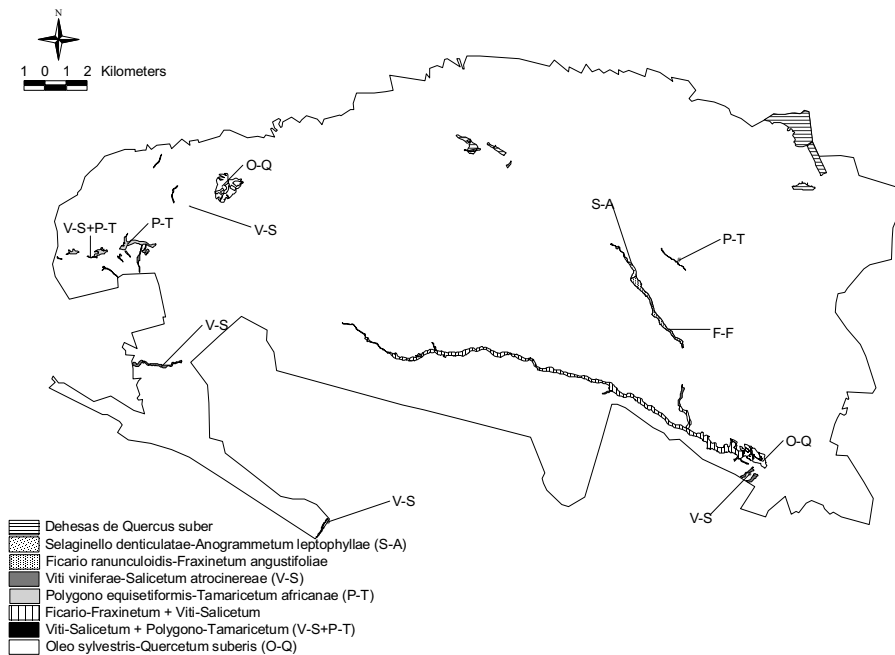 N
1 0 1 2 Kilometers
O-Q
S-A
V-S+P-T
P-T
V-S
P-T
V-S
F-F
O-Q
V-S
V-S
Dehesas de Quercus suber
Selaginello denticulatae-Anogrammetum leptophyllae (S-A)
Ficario ranunculoidis-Fraxinetum angustifoliae
Viti viniferae-Salicetum atrocinereae (V-S)
Polygono equisetiformis-Tamaricetum africanae (P-T)
Ficario-Fraxinetum + Viti-Salicetum
Viti-Salicetum + Polygono-Tamaricetum (V-S+P-T)
Oleo sylvestris-Quercetum suberis (O-Q)